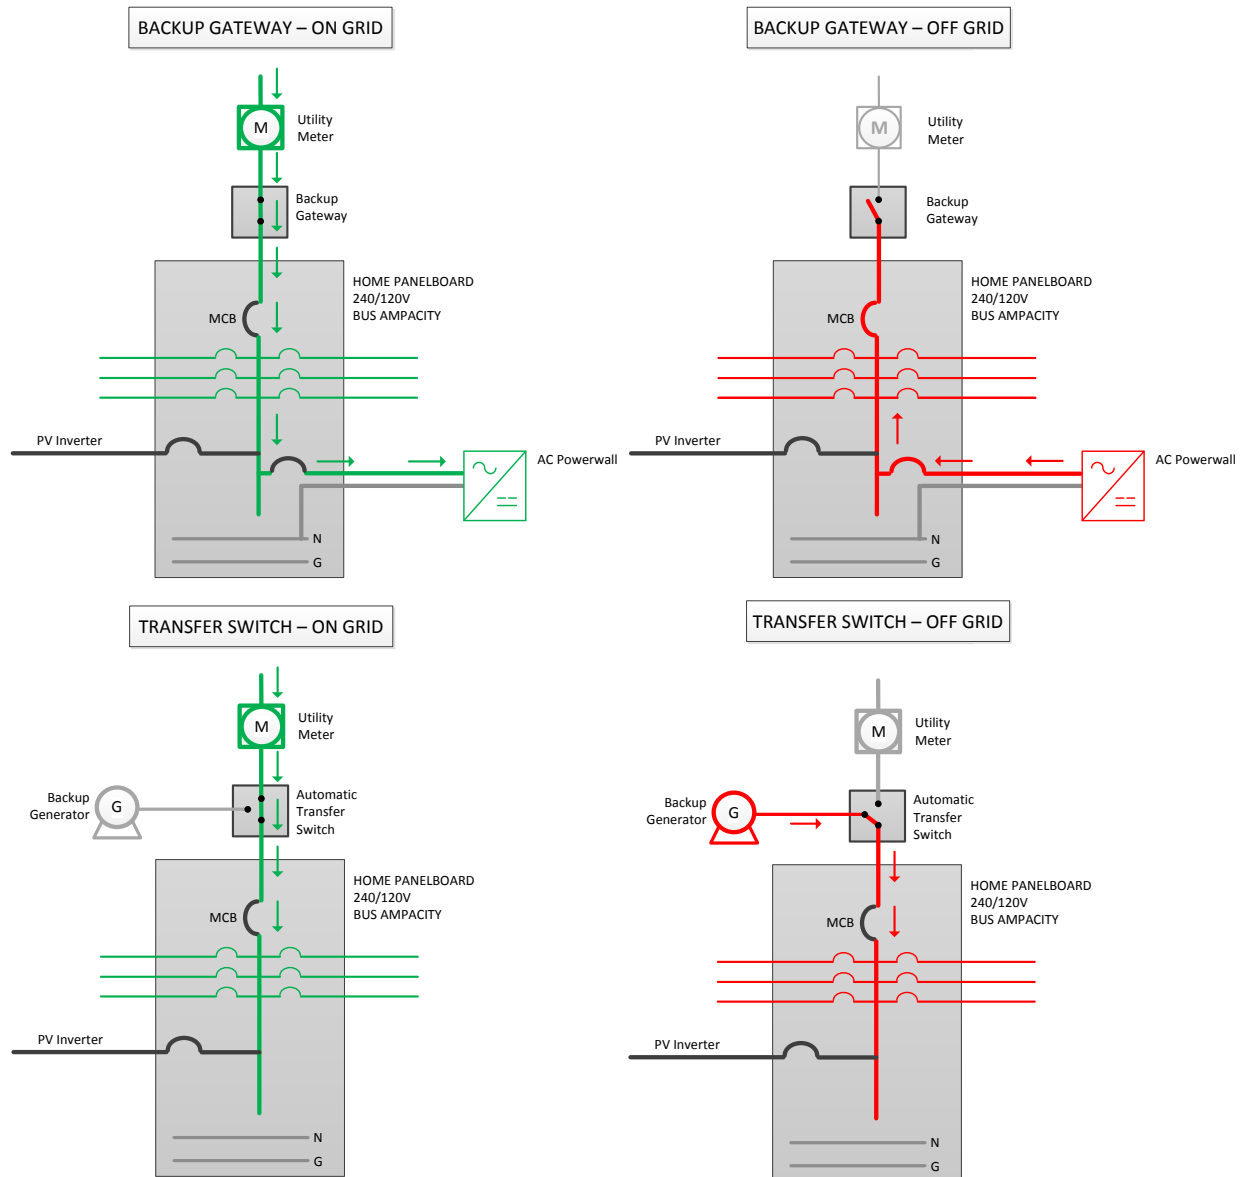 BACKUP GATEWAY – ON GRID
M
Utility
Meter
Backup
Gateway
HOME PANELBOARD
240/120V
BUS AMPACITY
MCB
PV Inverter
AC Powerwall
N
G
BACKUP GATEWAY – OFF GRID
M
Utility
Meter
Backup
Gateway
HOME PANELBOARD
240/120V
BUS AMPACITY
MCB
PV Inverter
AC Powerwall
N
G
TRANSFER SWITCH – ON GRID
M
Utility
Meter
Backup
Generator
G
Automatic
Transfer
Switch
HOME PANELBOARD
240/120V
BUS AMPACITY
MCB
PV Inverter
N
G
TRANSFER SWITCH – OFF GRID
M
Utility
Meter
Backup
Generator
G
Automatic
Transfer
Switch
HOME PANELBOARD
240/120V
BUS AMPACITY
MCB
PV Inverter
N
G